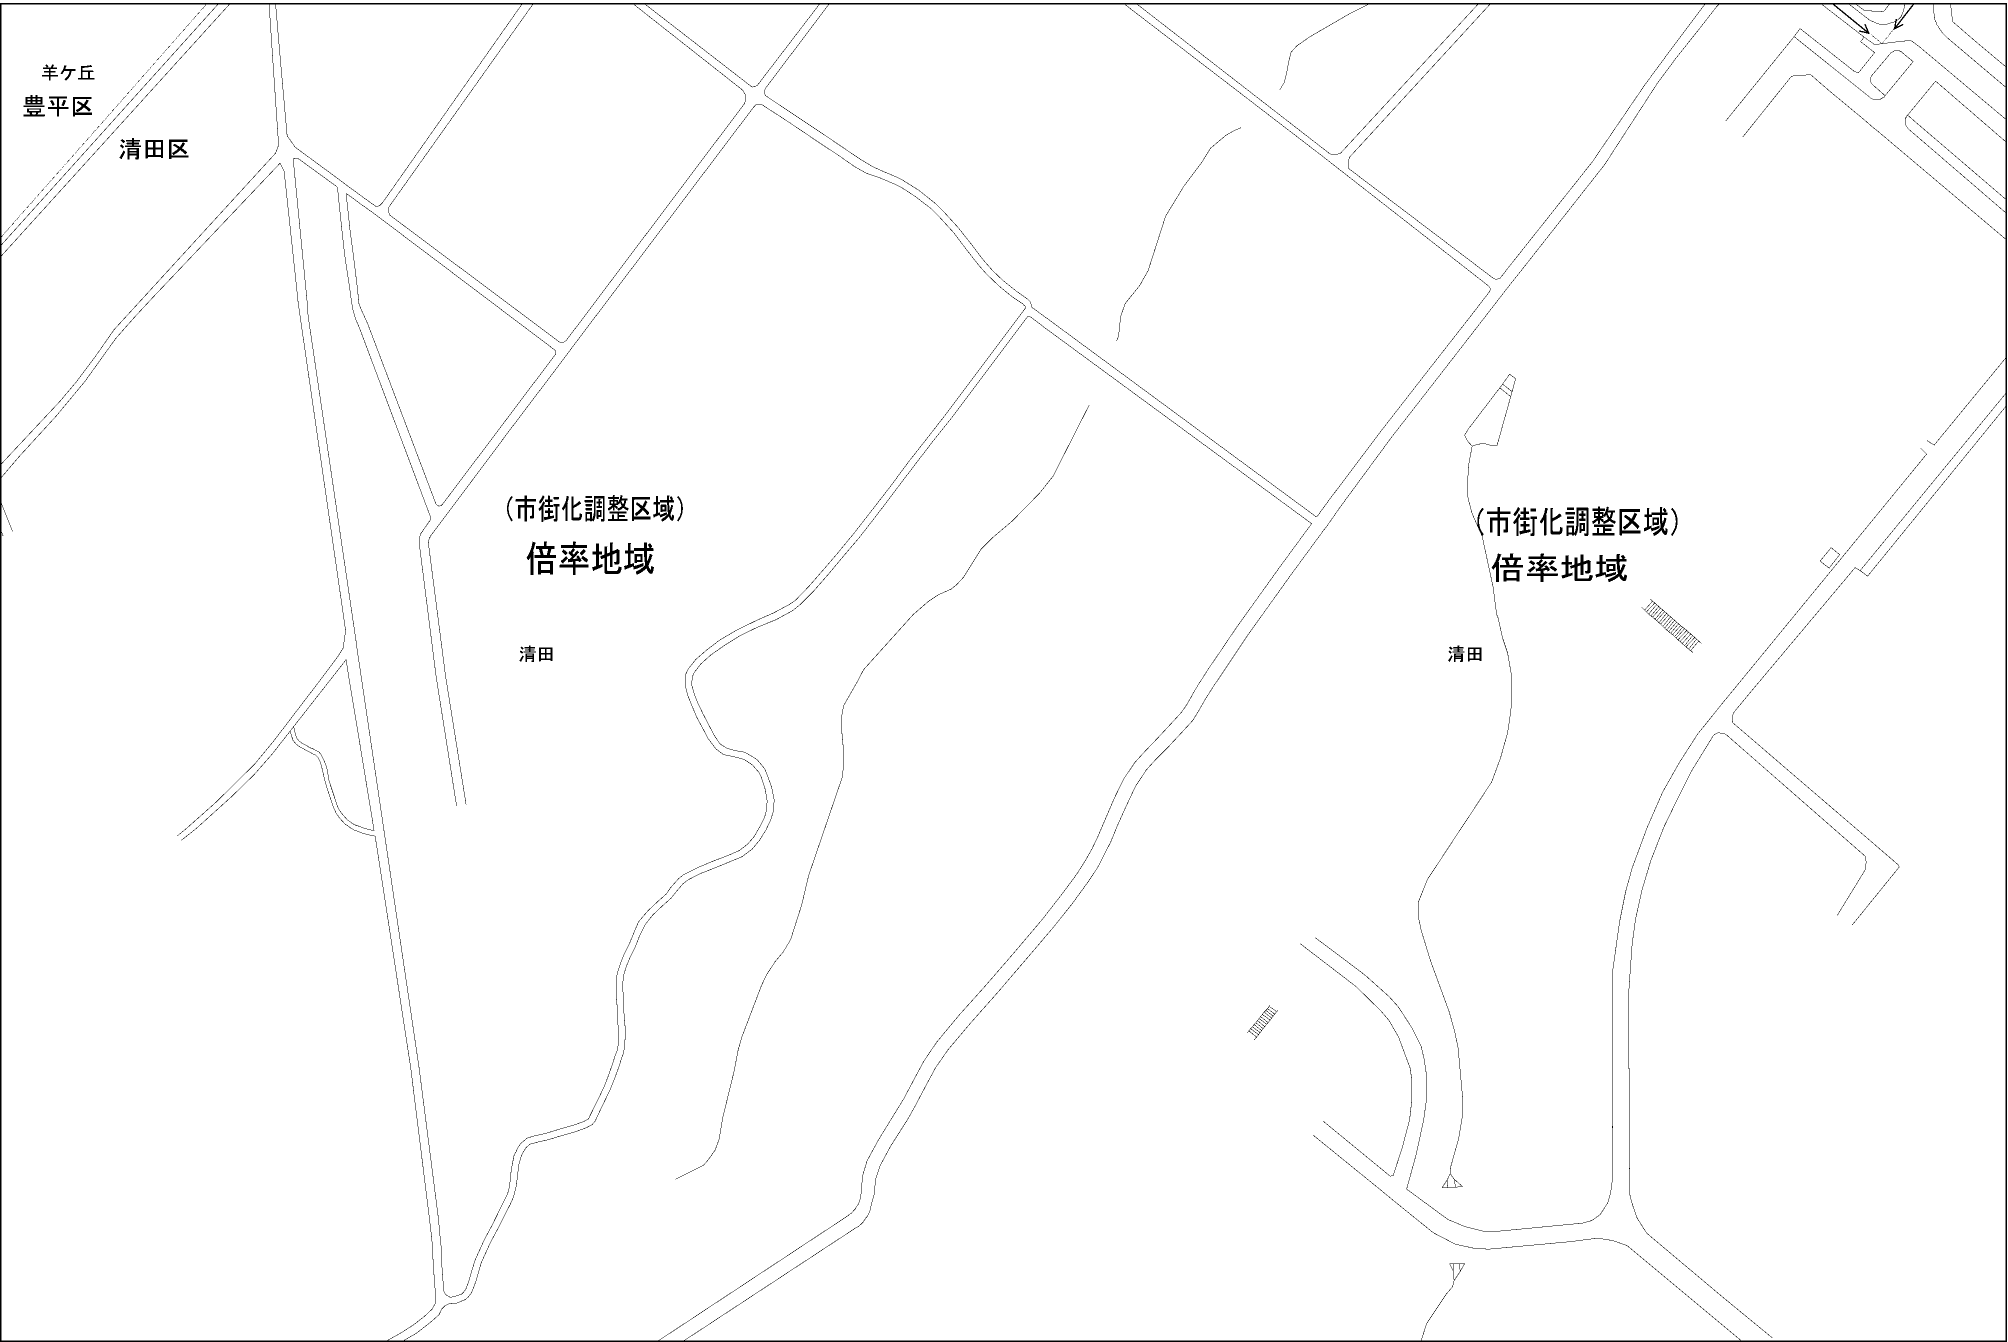 羊ケ丘
豊平区
清田区
（市街化調整区域）
倍率地域
清田
（市街化調整区域）
倍率地域
清田